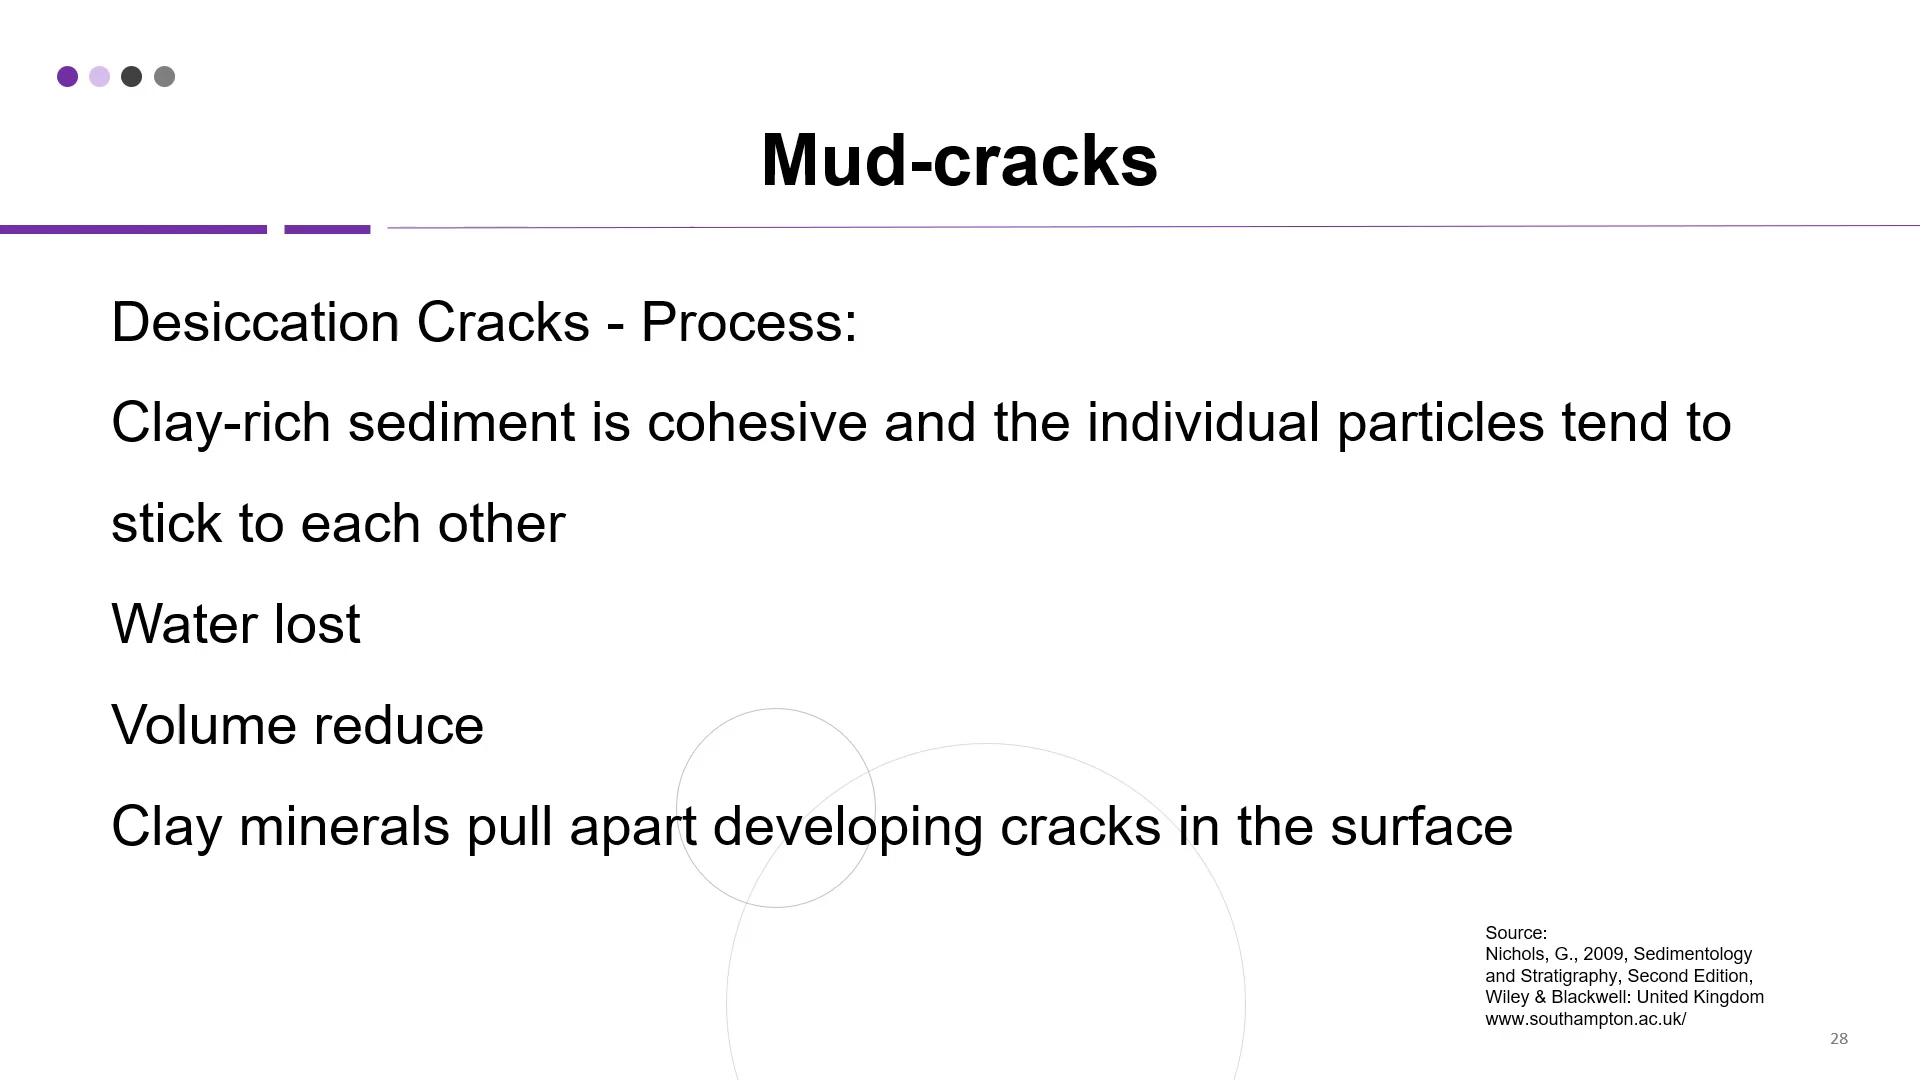 Mud-cracks
Desiccation Cracks - Process:
Clay-rich sediment is cohesive and the individual particles tend to
stick to each other
Water lost
Volume reduce
Clay minerals pull apart developing cracks in the surface
Source:
Nichols, G., 2009, Sedimentology
and Stratigraphy, Second Edition,
Wiley & Blackwell: United Kingdom
www.southampton.ac.uk/
28